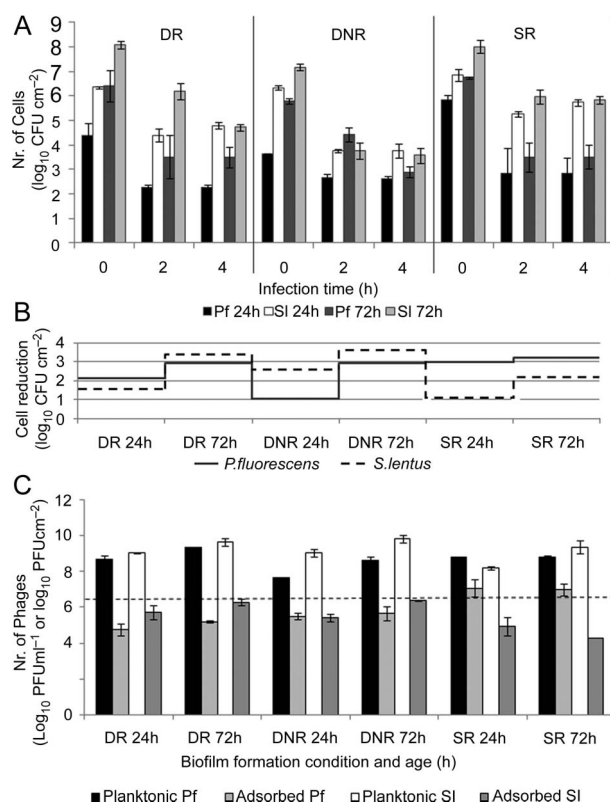 A
DR DNR SR
Nr. of Cells
(log10 CFU cm−2)
9
8
7
6
5
4
3
2
1
0
0 2 4 0 2 4 0 2 4
Infection time (h)
Pf 24h Sl 24h Pf 72h Sl 72h
B
Cell reduction
(log10 CFU cm−2)
4
3
2
1
0
DR 24h DR 72h DNR 24h DNR 72h SR 24h SR 72h
P.fluorescens S.lentus
C
Nr. of Phages
(Log10 PFUml−1 or log10 PFUcm−2)
12
10
8
6
4
0
DR 24h DR 72h DNR 24h DNR 72h SR 24h SR 72h
Biofilm formation condition and age (h)
Planktonic Pf Adsorbed Pf Planktonic Sl Adsorbed Sl